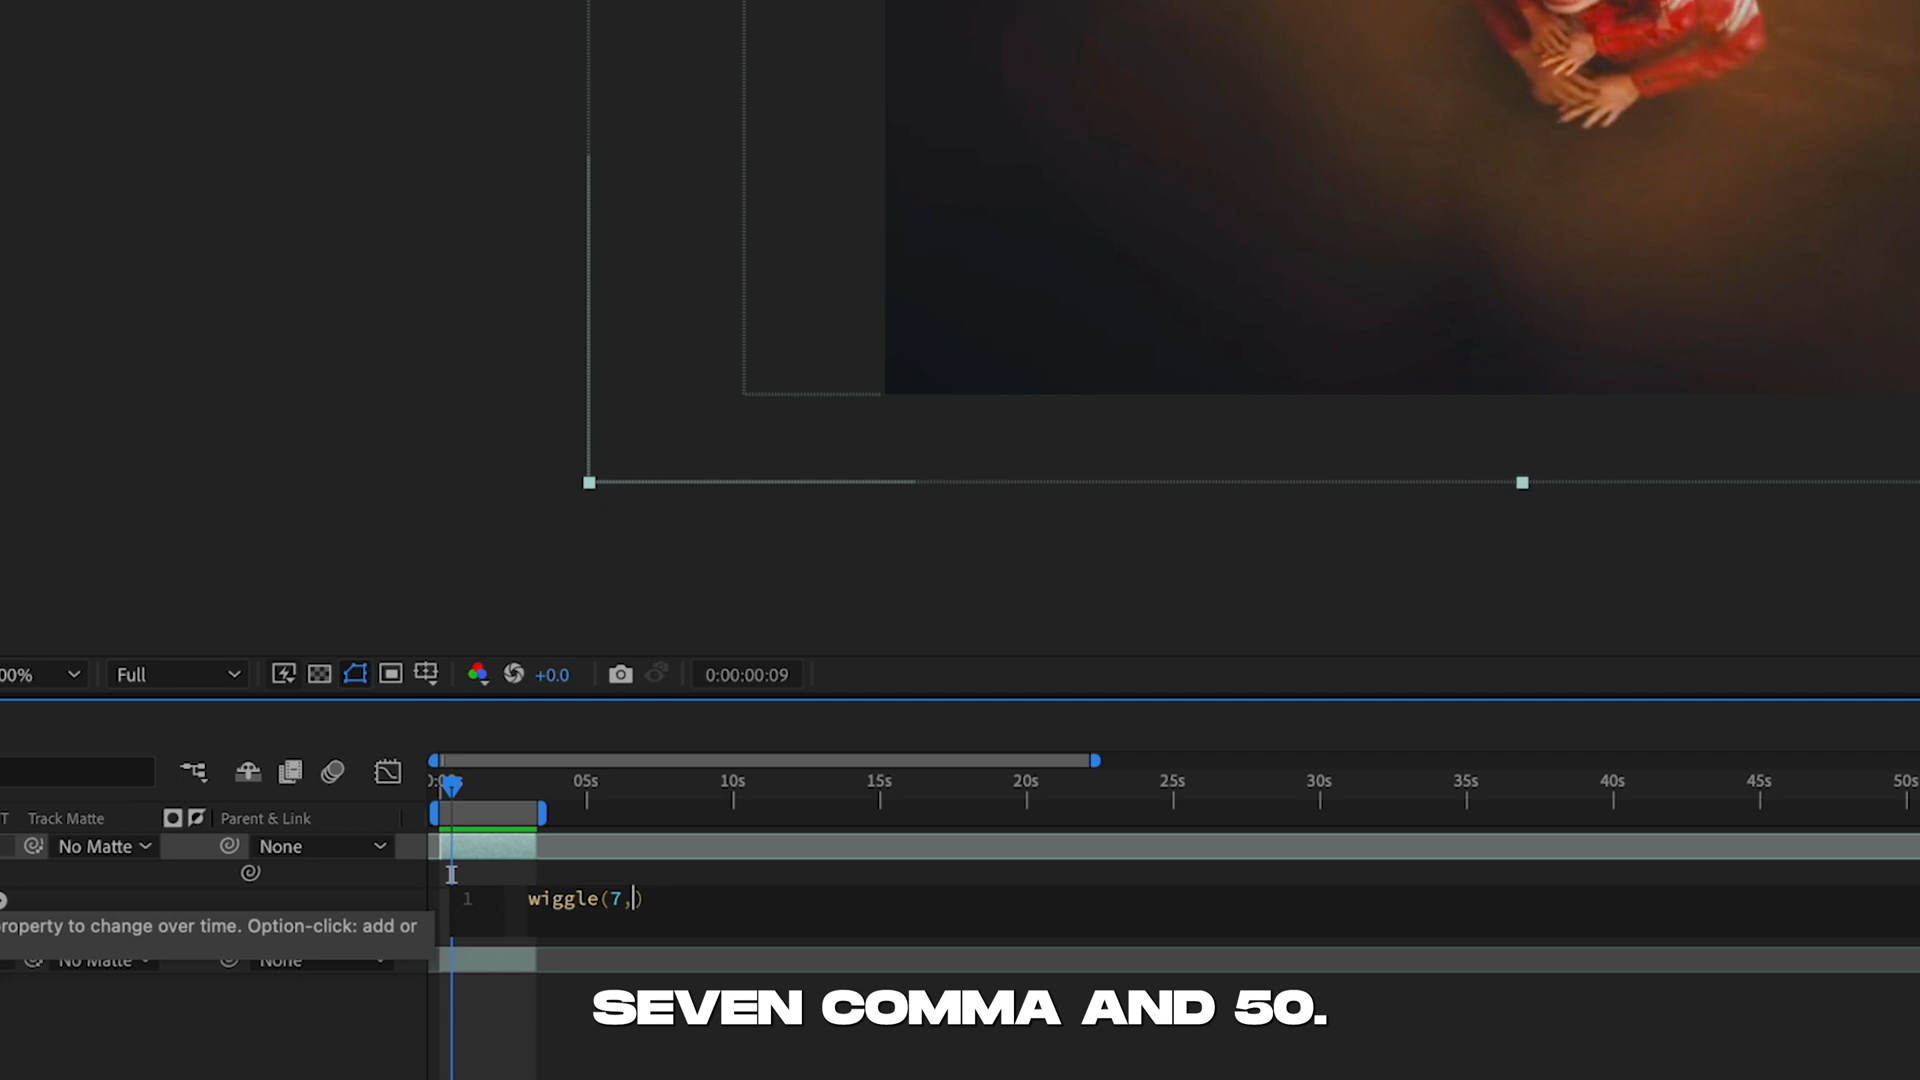 00%
Full
+0.0
0:00:00:09
05s
10s
15s
20s
25s
30s
35s
40s
45s
50s
T
Track Matte
Parent & Link
No Matte
None
1
wiggle(7,)
roperty to change over time. Option-click: add or
No Matte
None
SEVEN COMMA AND 50.